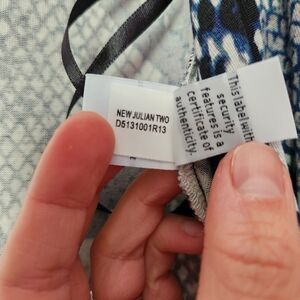 NEW JULIAN TWO
D5131001R13
This label with
security
features is a
certificate of
authenticity.